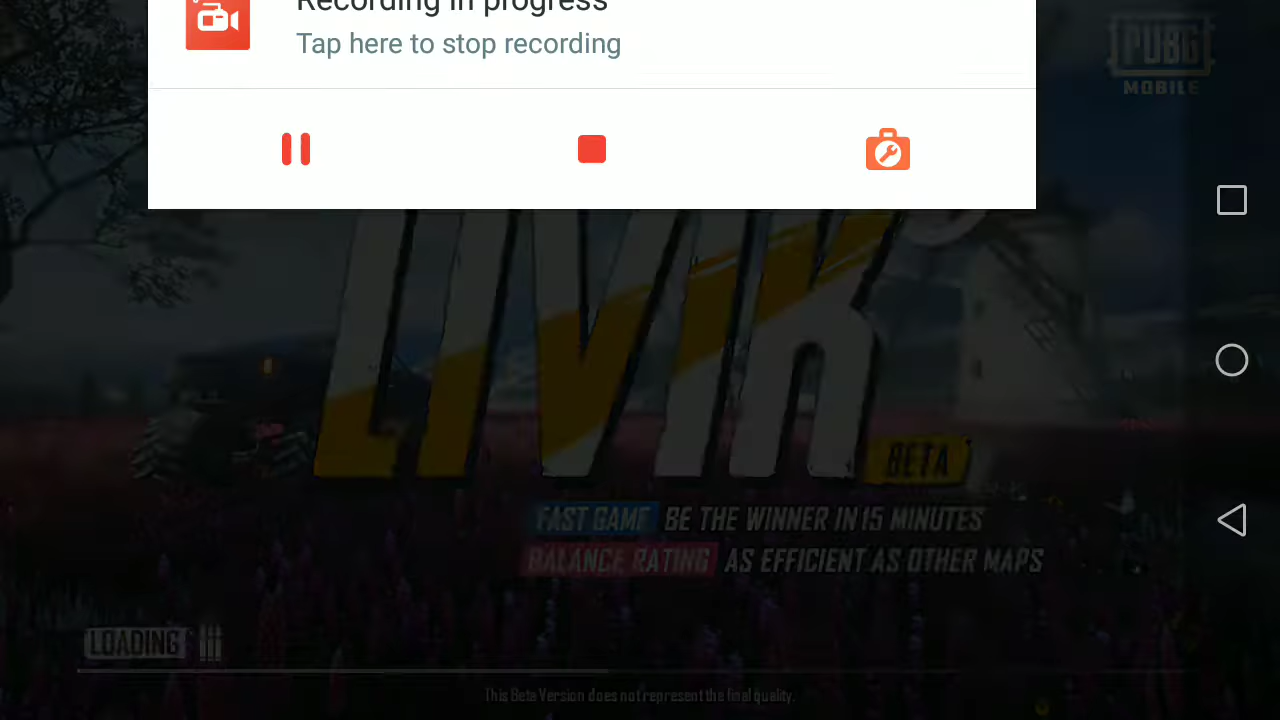 Recording in progress
Tap here to stop recording
PUBG
MOBILE
LIVIK
BETA
FAST GAME BE THE WINNER IN 15 MINUTES
BALANCE RATING AS EFFICIENT AS OTHER MAPS
LOADING
This Beta Version does not represent the final quality.